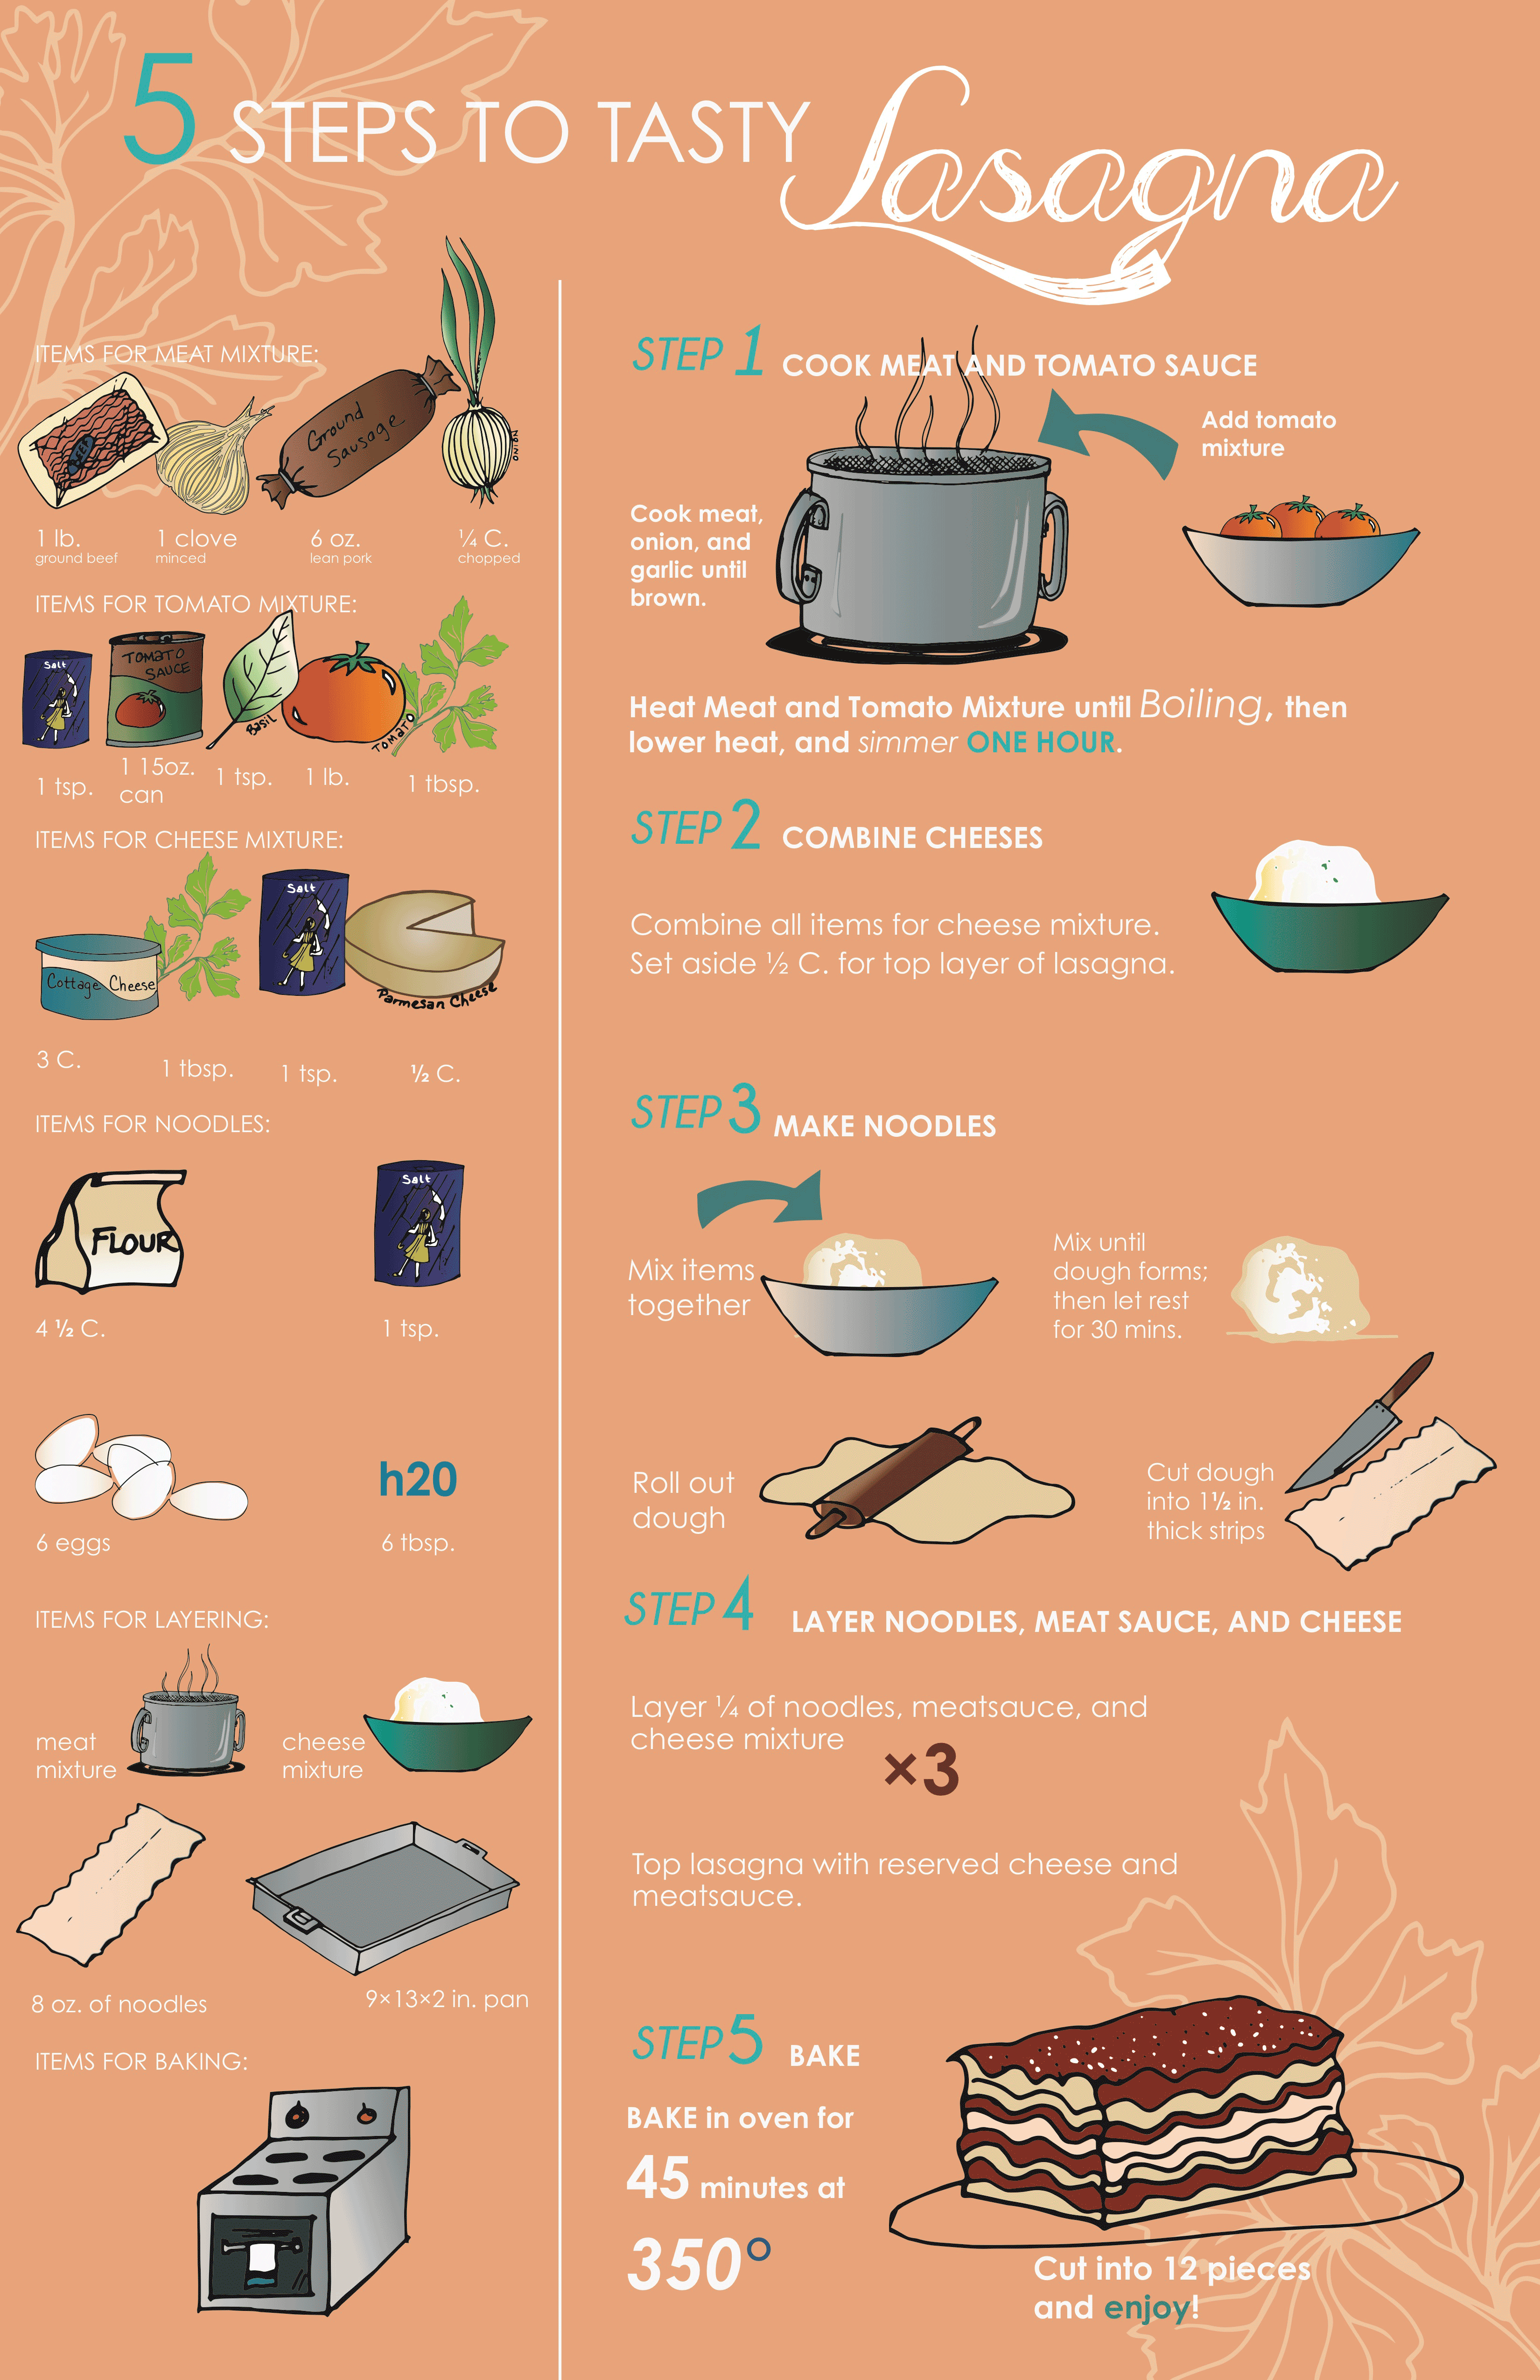 5 STEPS TO TASTY Lasagna
ITEMS FOR MEAT MIXTURE:
BEEF
Ground
Sausage
ONION
1 lb.
ground beef
1 clove
minced
6 oz.
lean pork
¼ C.
chopped
ITEMS FOR TOMATO MIXTURE:
Salt
TOMATO
SAUCE
Basil
TOMATO
1 tsp.
1 15oz.
can
1 tsp.
1 lb.
1 tbsp.
ITEMS FOR CHEESE MIXTURE:
Cottage Cheese
Salt
Parmesan Cheese
3 C.
1 tbsp.
1 tsp.
½ C.
ITEMS FOR NOODLES:
FLOUR
Salt
4 ½ C.
1 tsp.
h20
6 eggs
6 tbsp.
ITEMS FOR LAYERING:
meat
mixture
cheese
mixture
8 oz. of noodles
9×13×2 in. pan
ITEMS FOR BAKING:
STEP 1 COOK MEAT AND TOMATO SAUCE
Add tomato
mixture
Cook meat,
onion, and
garlic until
brown.
Heat Meat and Tomato Mixture until Boiling, then
lower heat, and simmer ONE HOUR.
STEP 2 COMBINE CHEESES
Combine all items for cheese mixture.
Set aside ½ C. for top layer of lasagna.
STEP 3 MAKE NOODLES
Mix items
together
Mix until
dough forms;
then let rest
for 30 mins.
Roll out
dough
Cut dough
into 1½ in.
thick strips
STEP 4 LAYER NOODLES, MEAT SAUCE, AND CHEESE
Layer ¼ of noodles, meatsauce, and
cheese mixture
×3
Top lasagna with reserved cheese and
meatsauce.
STEP 5 BAKE
BAKE in oven for
45 minutes at
350°
Cut into 12 pieces
and enjoy!